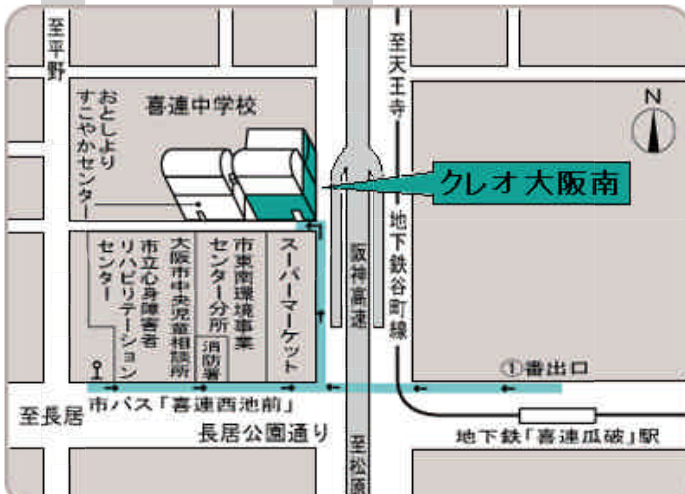 至平野
至天王寺
N
喜連中学校
おとしより
すこやかセンター
クレオ大阪南
地下鉄谷町線
阪神高速
スーパーマーケット
市東南環境事業
センター分所
消防署
大阪市中央児童相談所
市立心身障害者
リハビリテーション
センター
①番出口
市バス「喜連西池前」
至長居
長居公園通り
至松原
地下鉄「喜連瓜破」駅